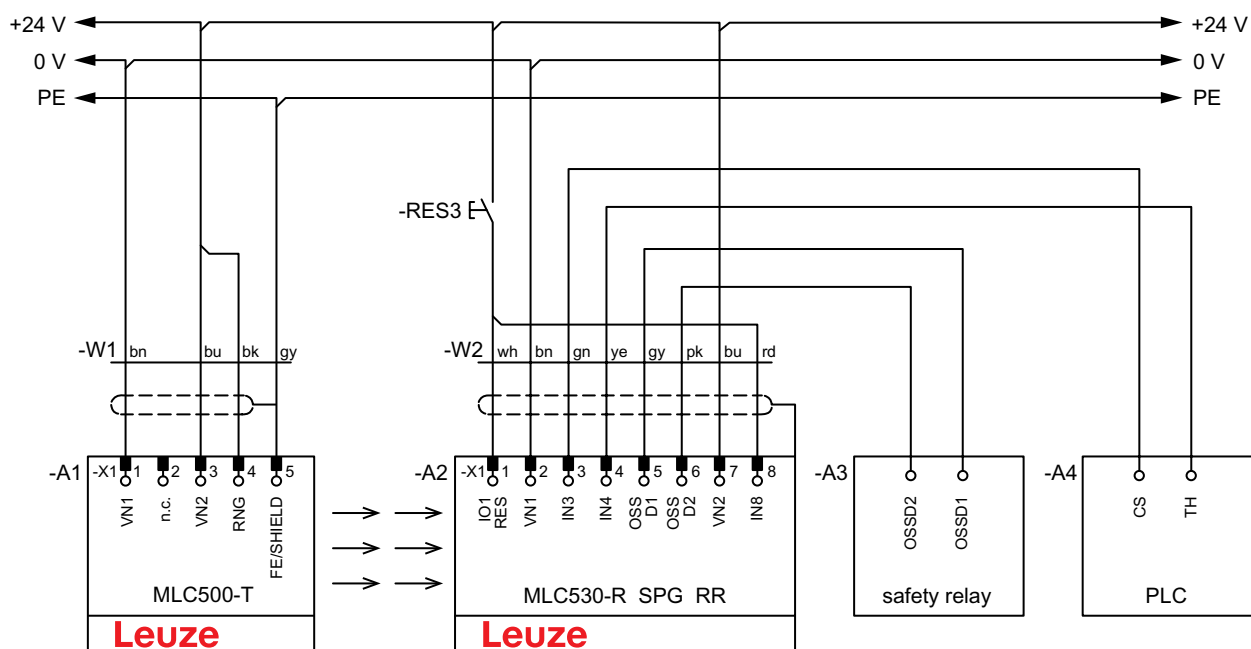 +24 V +24 V
0 V 0 V
PE PE
-RES3
-W1 bn bu bk gy -W2 wh bn gn ye gy pk bu rd
-A1 -X1 1 2 3 4 5 -A2 -X1 1 2 3 4 5 6 7 8 -A3 -A4
VN1
n.c.
VN2
RNG
FE/SHIELD
IO1
RES
VN1
IN3
IN4
OSS
D1
OSS
D2
VN2
IN8
OSSD2
OSSD1
CS
TH
MLC500-T MLC530-R SPG RR safety relay PLC
Leuze Leuze